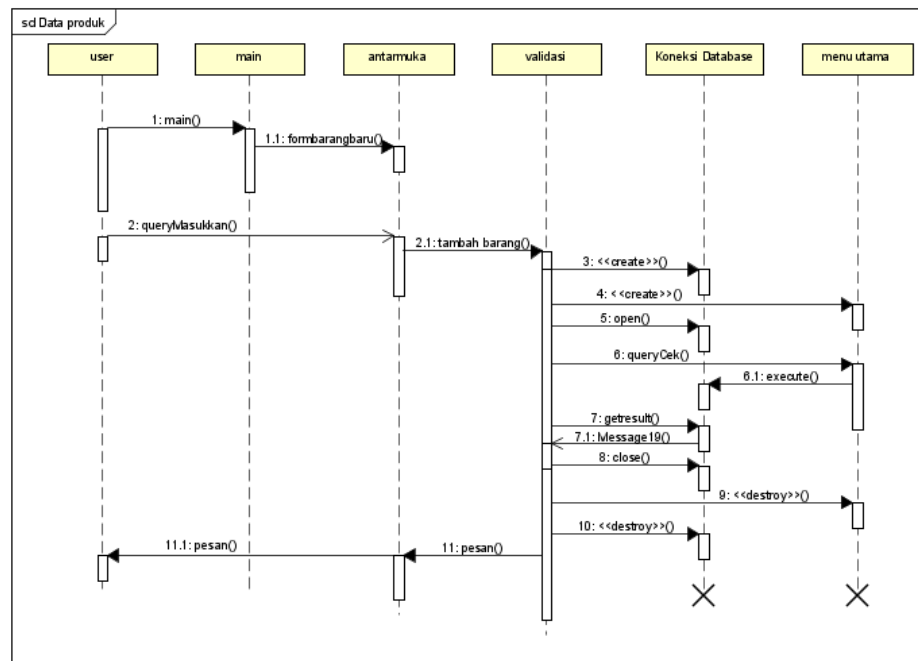 sd Data produk
user
main
antarmuka
validasi
Koneksi Database
menu utama
1: main()
1.1: formbarangbaru()
2: queryMasukkan()
2.1: tambah barang()
3: <<create>>()
4: <<create>>()
5: open()
6: queryCek()
6.1: execute()
7: getresult()
7.1: Message19()
8: close()
9: <<destroy>>()
10: <<destroy>>()
11.1: pesan()
11: pesan()